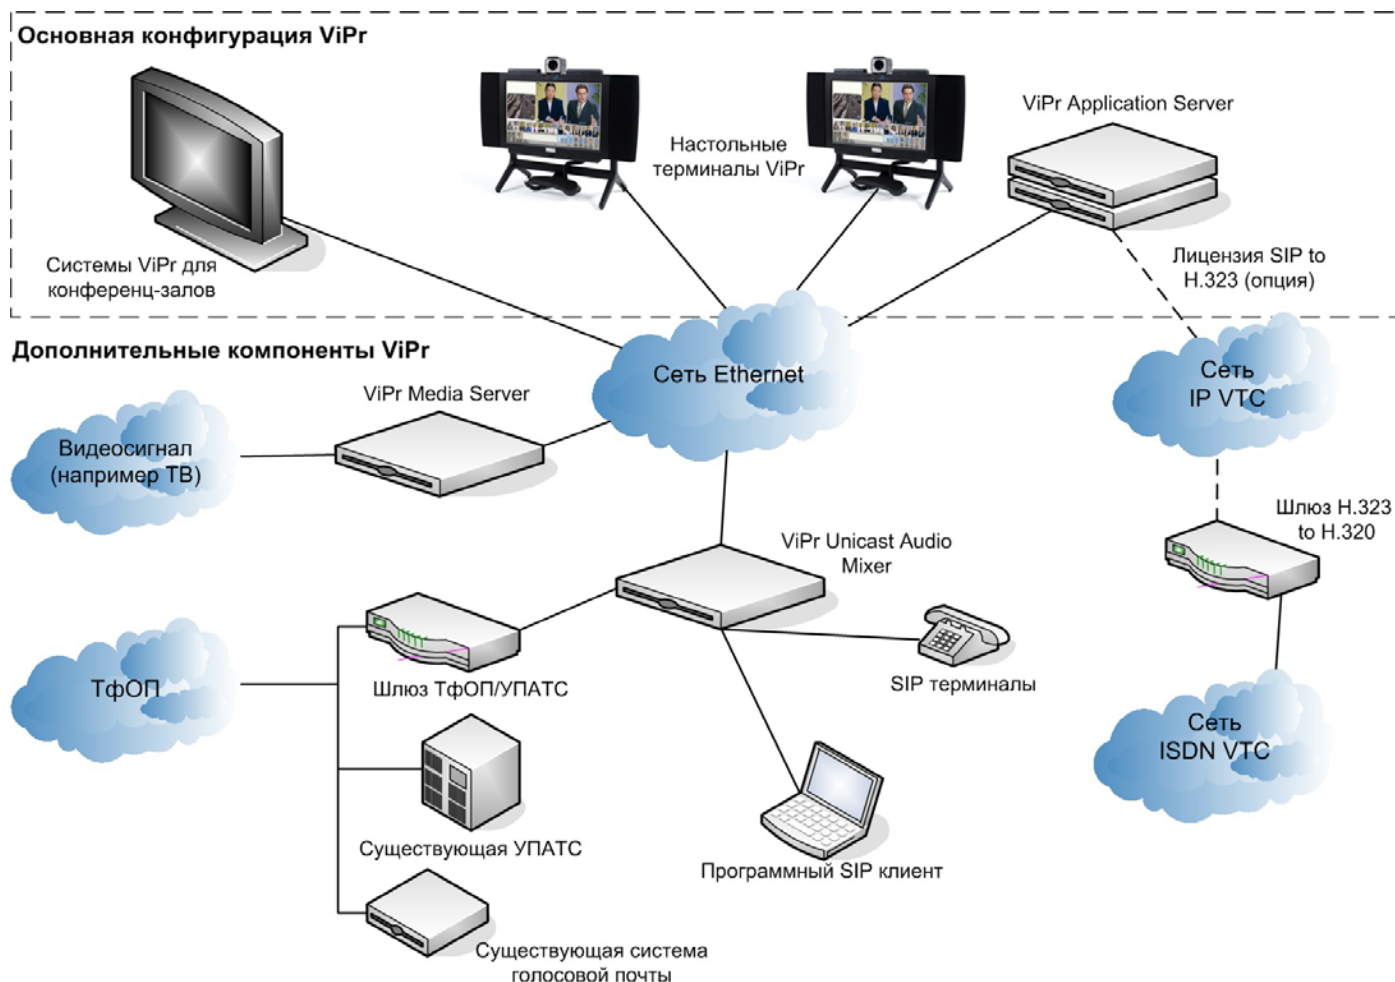 Основная конфигурация ViPr
ViPr Application Server
Настольные
терминалы ViPr
Системы ViPr для
конференц-залов
Лицензия SIP to
H.323 (опция)
Дополнительные компоненты ViPr
Сеть Ethernet
Сеть
IP VTC
ViPr Media Server
Видеосигнал
(например ТВ)
Шлюз H.323
to H.320
ViPr Unicast Audio
Mixer
ТфОП
Шлюз ТфОП/УПАТС
SIP терминалы
Сеть
ISDN VTC
Существующая УПАТС
Программный SIP клиент
Существующая система
голосовой почты